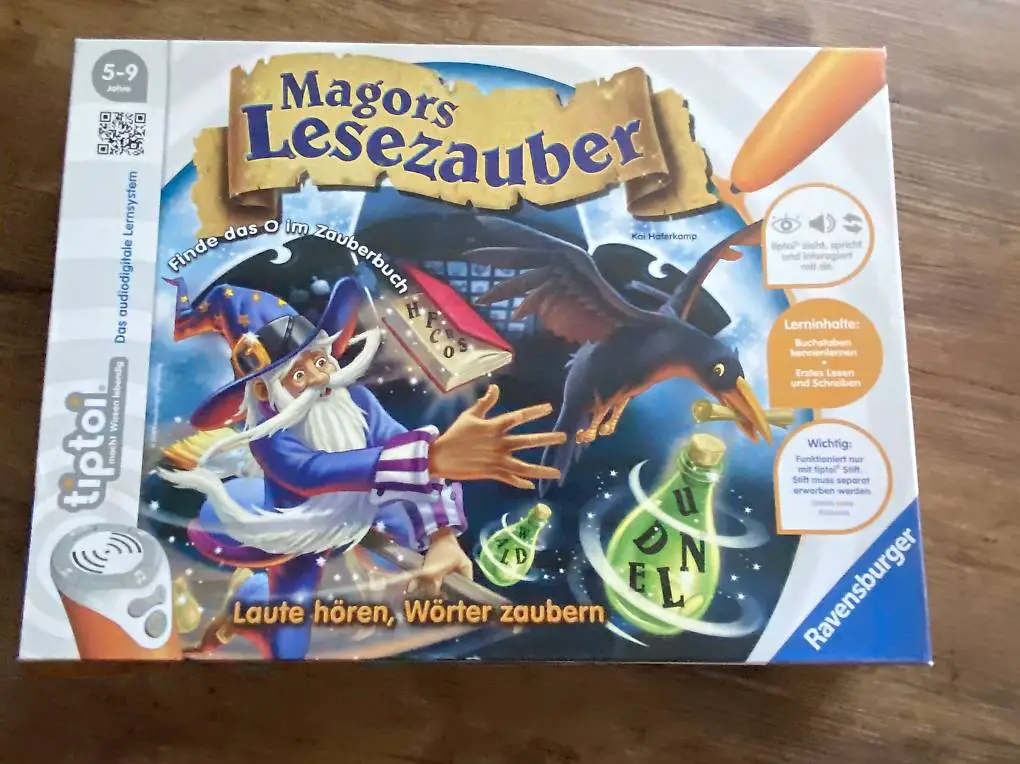 5-9
Jahre
Das audiodigitale Lernsystem
tiptoi®
macht Wissen lebendig
Magors
Lesezauber
Finde das O im Zauberbuch
Kai Haferkamp
H F B S
C O
tiptoi® sieht, spricht
und interagiert
mit dir.
Lerninhalte:
Buchstaben
kennenlernen
•
Erstes Lesen
und Schreiben
Wichtig:
Funktioniert nur
mit tiptoi® Stift.
Stift muss separat
erworben werden.
U
D N
E L
Z D
Laute hören, Wörter zaubern
Ravensburger